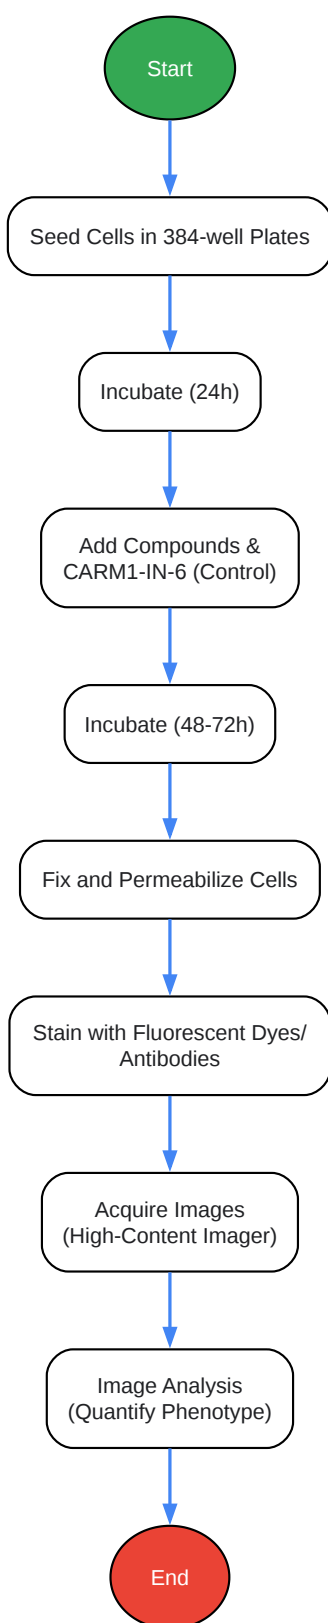 Start
Seed Cells in 384-well Plates
Incubate (24h)
Add Compounds &
CARM1-IN-6 (Control)
Incubate (48-72h)
Fix and Permeabilize Cells
Stain with Fluorescent Dyes/
Antibodies
Acquire Images
(High-Content Imager)
Image Analysis
(Quantify Phenotype)
End